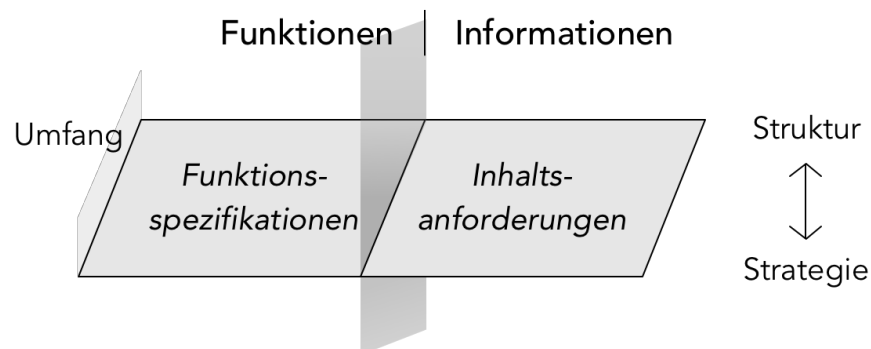 Funktionen | Informationen
Umfang
Struktur
Funktions-
spezifikationen
Inhalts-
anforderungen
Strategie